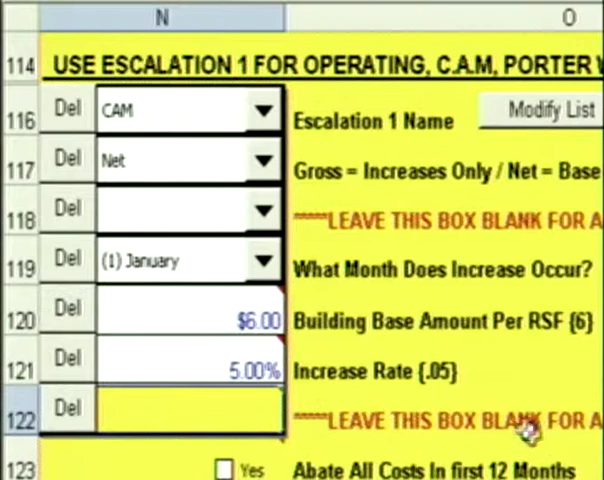 N O
114 USE ESCALATION 1 FOR OPERATING, C.A.M, PORTER
116 Del CAM Escalation 1 Name Modify List
117 Del Net Gross = Increases Only / Net = Base
118 Del *****LEAVE THIS BOX BLANK FOR A
119 Del (1) January What Month Does Increase Occur?
120 Del $6.00 Building Base Amount Per RSF {6}
121 Del 5.00% Increase Rate {.05}
122 Del *****LEAVE THIS BOX BLANK FOR A
123 Yes Abate All Costs In first 12 Months